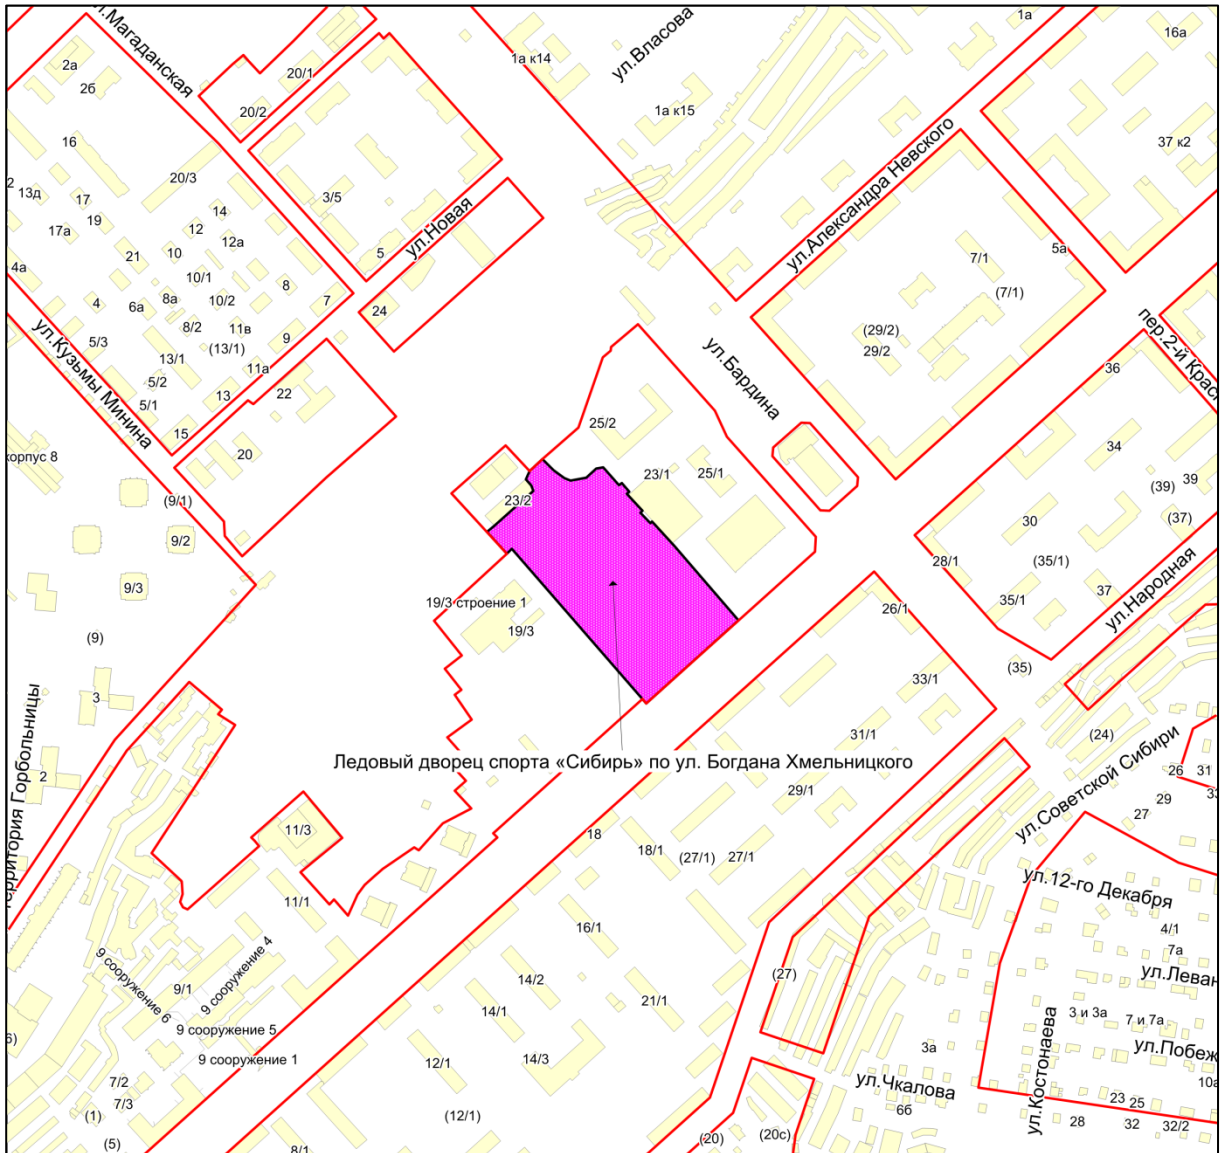 ул.Магаданская
2а
2б
20/1
20/2
1а к14
ул.Власова
1а
16а
1а к15
37 к2
16
20/3
13д
17
19
17а
14
12
12а
3/5
5
ул.Новая
ул.Александра Невского
5а
7/1
(7/1)
4а
21
10
10/1
8
7
24
4
6а
8а
10/2
8/2
11в
9
(13/1)
5/3
13/1
11а
5/2
5/1
13
15
22
20
ул.Кузьмы Минина
ул.Бардина
(29/2)
29/2
пер.2-й Крас
36
34
39
(39)
(37)
30
(35/1)
28/1
35/1
37
ул.Народная
корпус 8
(9/1)
9/2
9/3
(9)
3
2
25/2
23/1
25/1
23/2
19/3 строение 1
19/3
26/1
33/1
31/1
29/1
(35)
(24)
ул.Советской Сибири
26
31
33
29
27
Ледовый дворец спорта «Сибирь» по ул. Богдана Хмельницкого
территория Горбольницы
11/3
11/1
18
18/1
(27/1)
27/1
16/1
14/2
14/1
14/3
21/1
12/1
(12/1)
(27)
ул.12-го Декабря
4/1
7а
ул.Леван
3 и 3а
7 и 7а
ул.Побеж
10а
ул.Костонаева
3а
ул.Чкалова
6б
23
25
28
32
32/2
9 сооружение 4
9 сооружение 6
9/1
9 сооружение 5
9 сооружение 1
7/2
7/3
(1)
(5)
8/1
(20)
(20с)